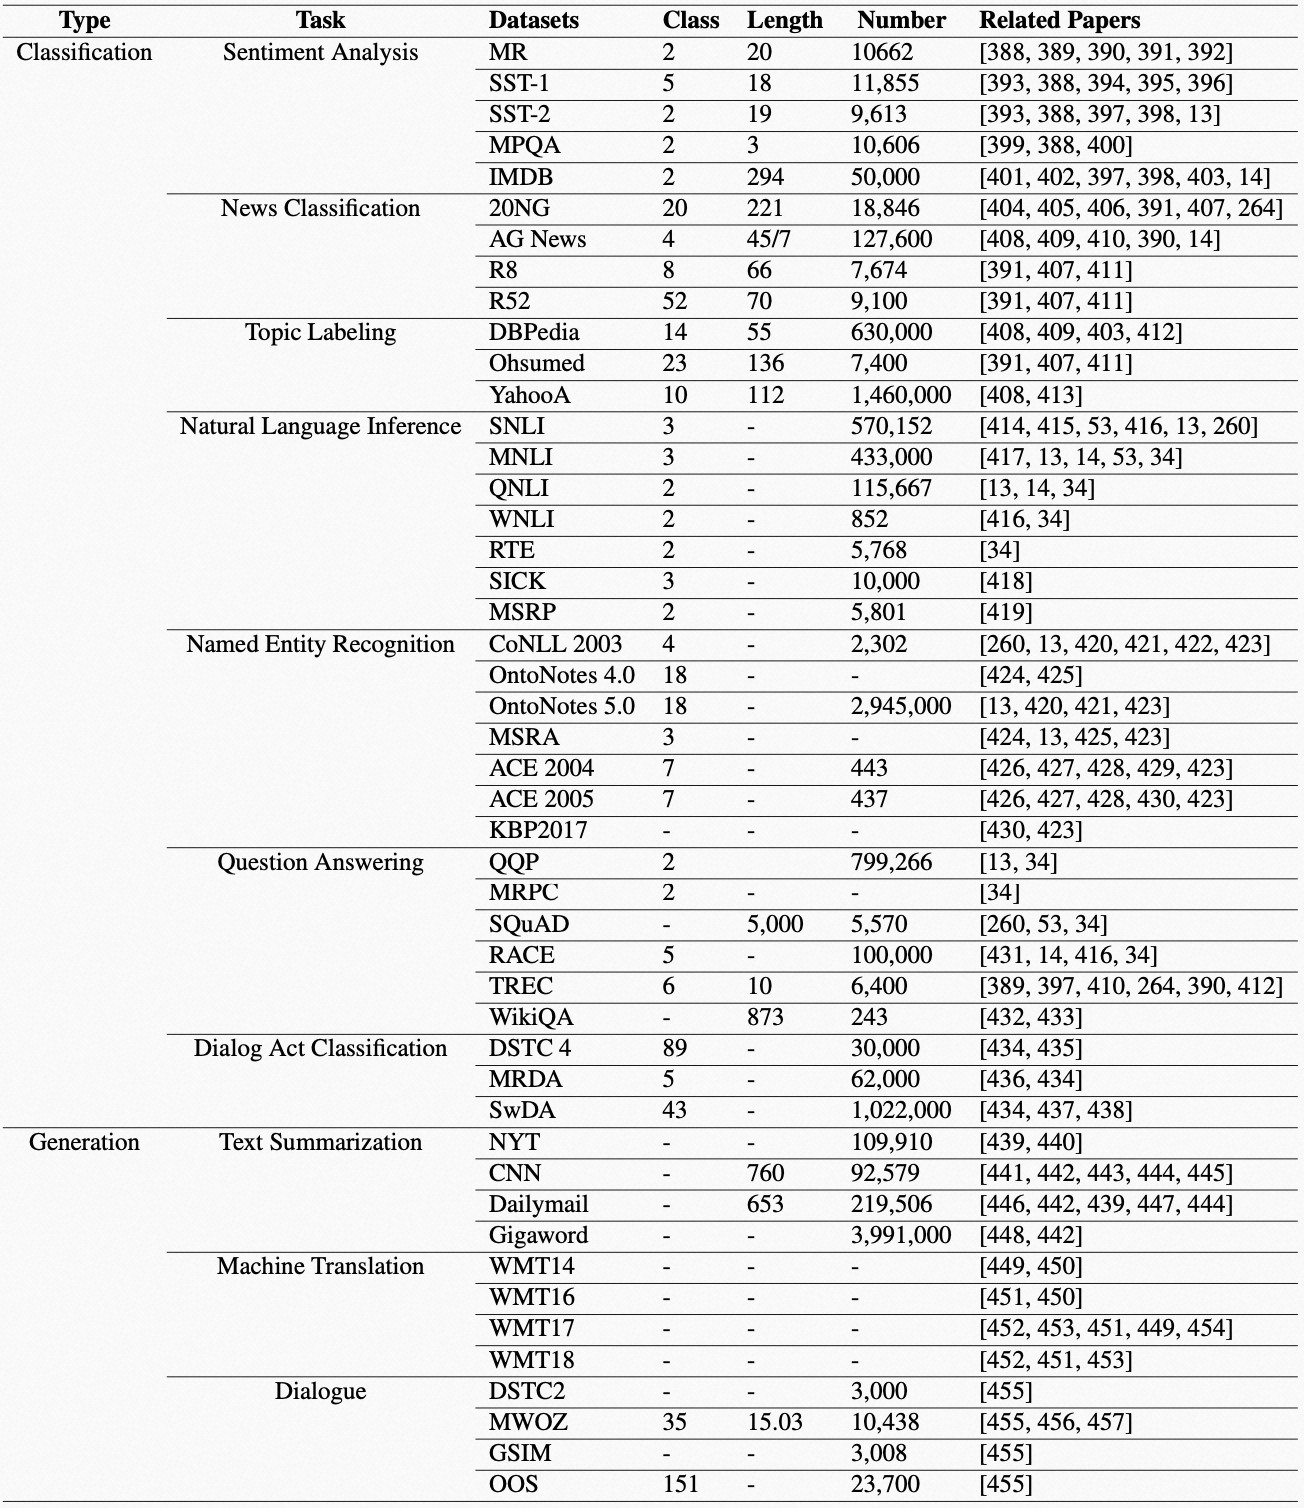 Type Task Datasets Class Length Number Related Papers
Classification Sentiment Analysis MR 2 20 10662 [388, 389, 390, 391, 392]
SST-1 5 18 11,855 [393, 388, 394, 395, 396]
SST-2 2 19 9,613 [393, 388, 397, 398, 13]
MPQA 2 3 10,606 [399, 388, 400]
IMDB 2 294 50,000 [401, 402, 397, 398, 403, 14]
News Classification 20NG 20 221 18,846 [404, 405, 406, 391, 407, 264]
AG News 4 45/7 127,600 [408, 409, 410, 390, 14]
R8 8 66 7,674 [391, 407, 411]
R52 52 70 9,100 [391, 407, 411]
Topic Labeling DBPedia 14 55 630,000 [408, 409, 403, 412]
Ohsumed 23 136 7,400 [391, 407, 411]
YahooA 10 112 1,460,000 [408, 413]
Natural Language Inference SNLI 3 - 570,152 [414, 415, 53, 416, 13, 260]
MNLI 3 - 433,000 [417, 13, 14, 53, 34]
QNLI 2 - 115,667 [13, 14, 34]
WNLI 2 - 852 [416, 34]
RTE 2 - 5,768 [34]
SICK 3 - 10,000 [418]
MSRP 2 - 5,801 [419]
Named Entity Recognition CoNLL 2003 4 - 2,302 [260, 13, 420, 421, 422, 423]
OntoNotes 4.0 18 - - [424, 425]
OntoNotes 5.0 18 - 2,945,000 [13, 420, 421, 423]
MSRA 3 - - [424, 13, 425, 423]
ACE 2004 7 - 443 [426, 427, 428, 429, 423]
ACE 2005 7 - 437 [426, 427, 428, 430, 423]
KBP2017 - - - [430, 423]
Question Answering QQP 2 799,266 [13, 34]
MRPC 2 - - [34]
SQuAD - 5,000 5,570 [260, 53, 34]
RACE 5 - 100,000 [431, 14, 416, 34]
TREC 6 10 6,400 [389, 397, 410, 264, 390, 412]
WikiQA - 873 243 [432, 433]
Dialog Act Classification DSTC 4 89 - 30,000 [434, 435]
MRDA 5 - 62,000 [436, 434]
SwDA 43 - 1,022,000 [434, 437, 438]
Generation Text Summarization NYT - - 109,910 [439, 440]
CNN - 760 92,579 [441, 442, 443, 444, 445]
Dailymail - 653 219,506 [446, 442, 439, 447, 444]
Gigaword - - 3,991,000 [448, 442]
Machine Translation WMT14 - - - [449, 450]
WMT16 - - - [451, 450]
WMT17 - - - [452, 453, 451, 449, 454]
WMT18 - - - [452, 451, 453]
Dialogue DSTC2 - - 3,000 [455]
MWOZ 35 15.03 10,438 [455, 456, 457]
GSIM - - 3,008 [455]
OOS 151 - 23,700 [455]